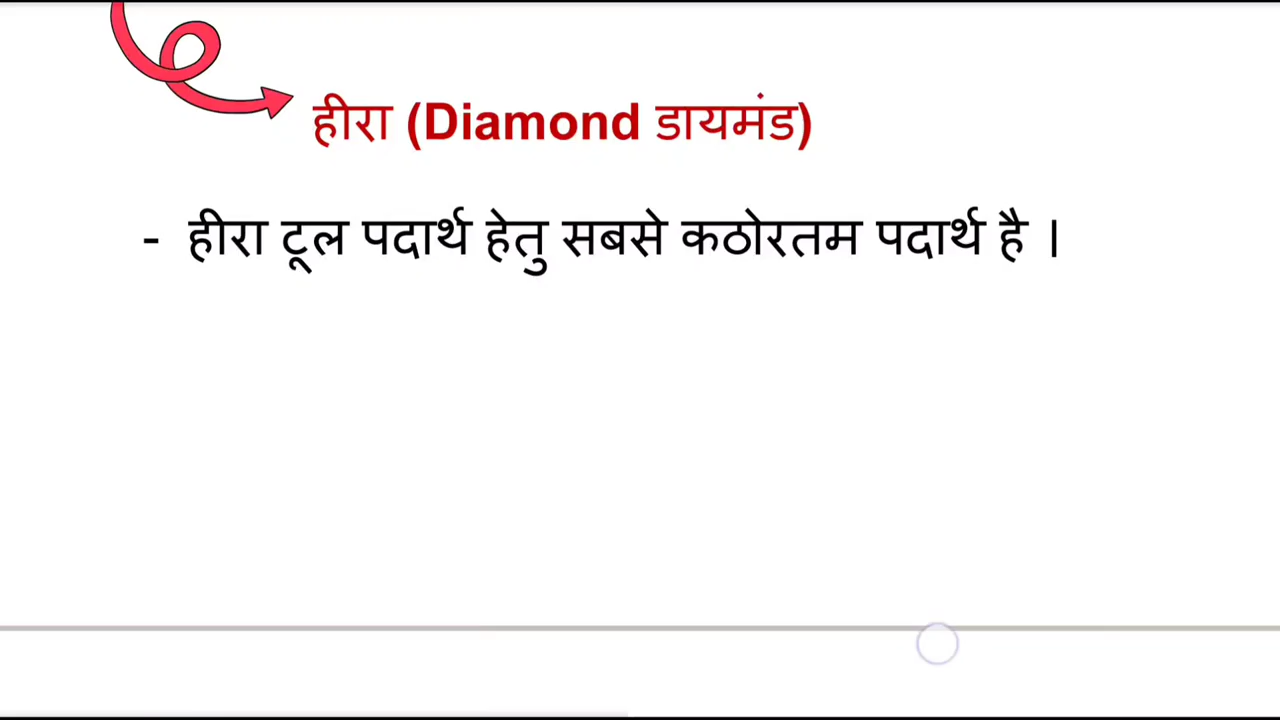 हीरा (Diamond डायमंड)
- हीरा टूल पदार्थ हेतु सबसे कठोरतम पदार्थ है ।